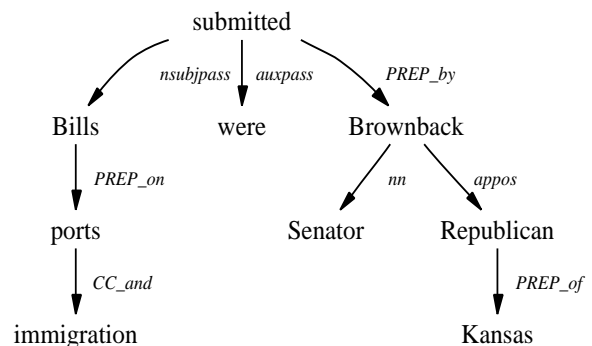 submitted
nsubjpass auxpass PREP_by
Bills were Brownback
PREP_on nn appos
ports Senator Republican
CC_and PREP_of
immigration Kansas